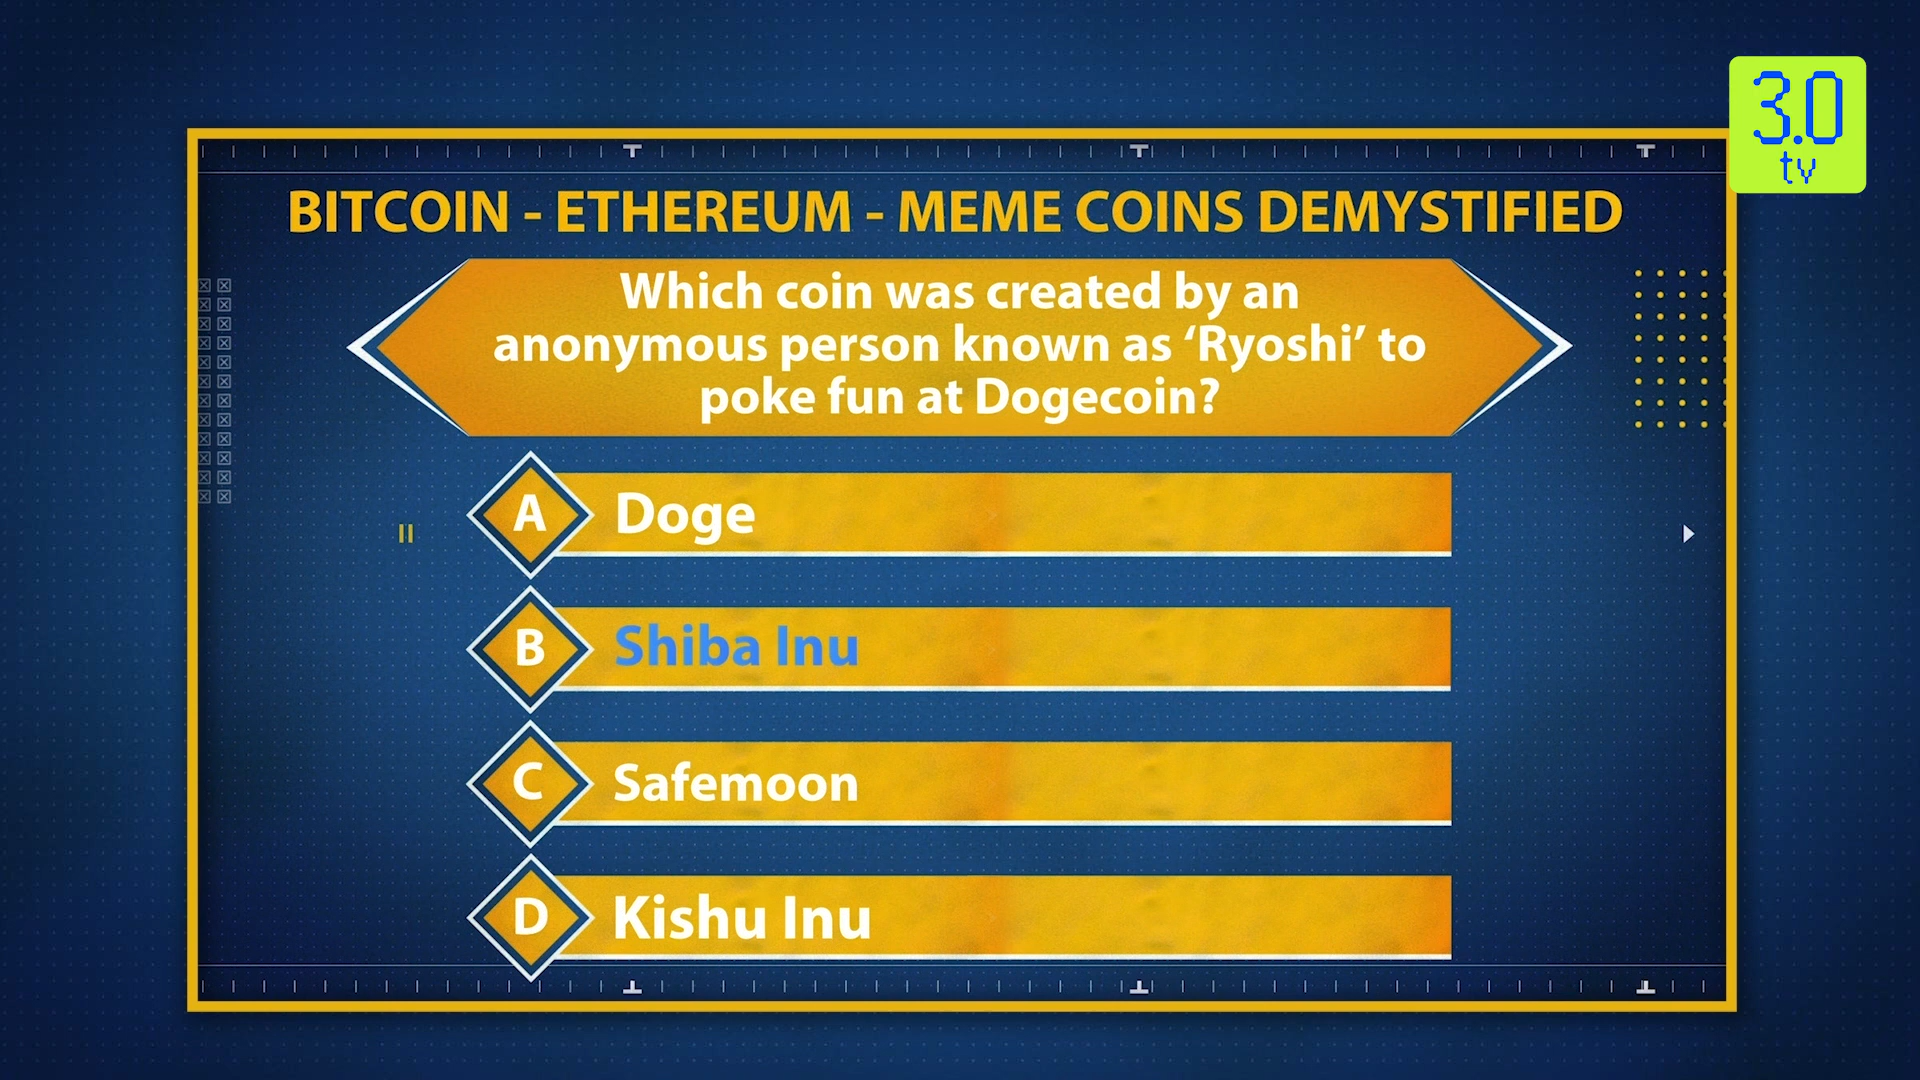 3.0
tv
BITCOIN - ETHEREUM - MEME COINS DEMYSTIFIED
Which coin was created by an
anonymous person known as ‘Ryoshi’ to
poke fun at Dogecoin?
A Doge
B Shiba Inu
C Safemoon
D Kishu Inu